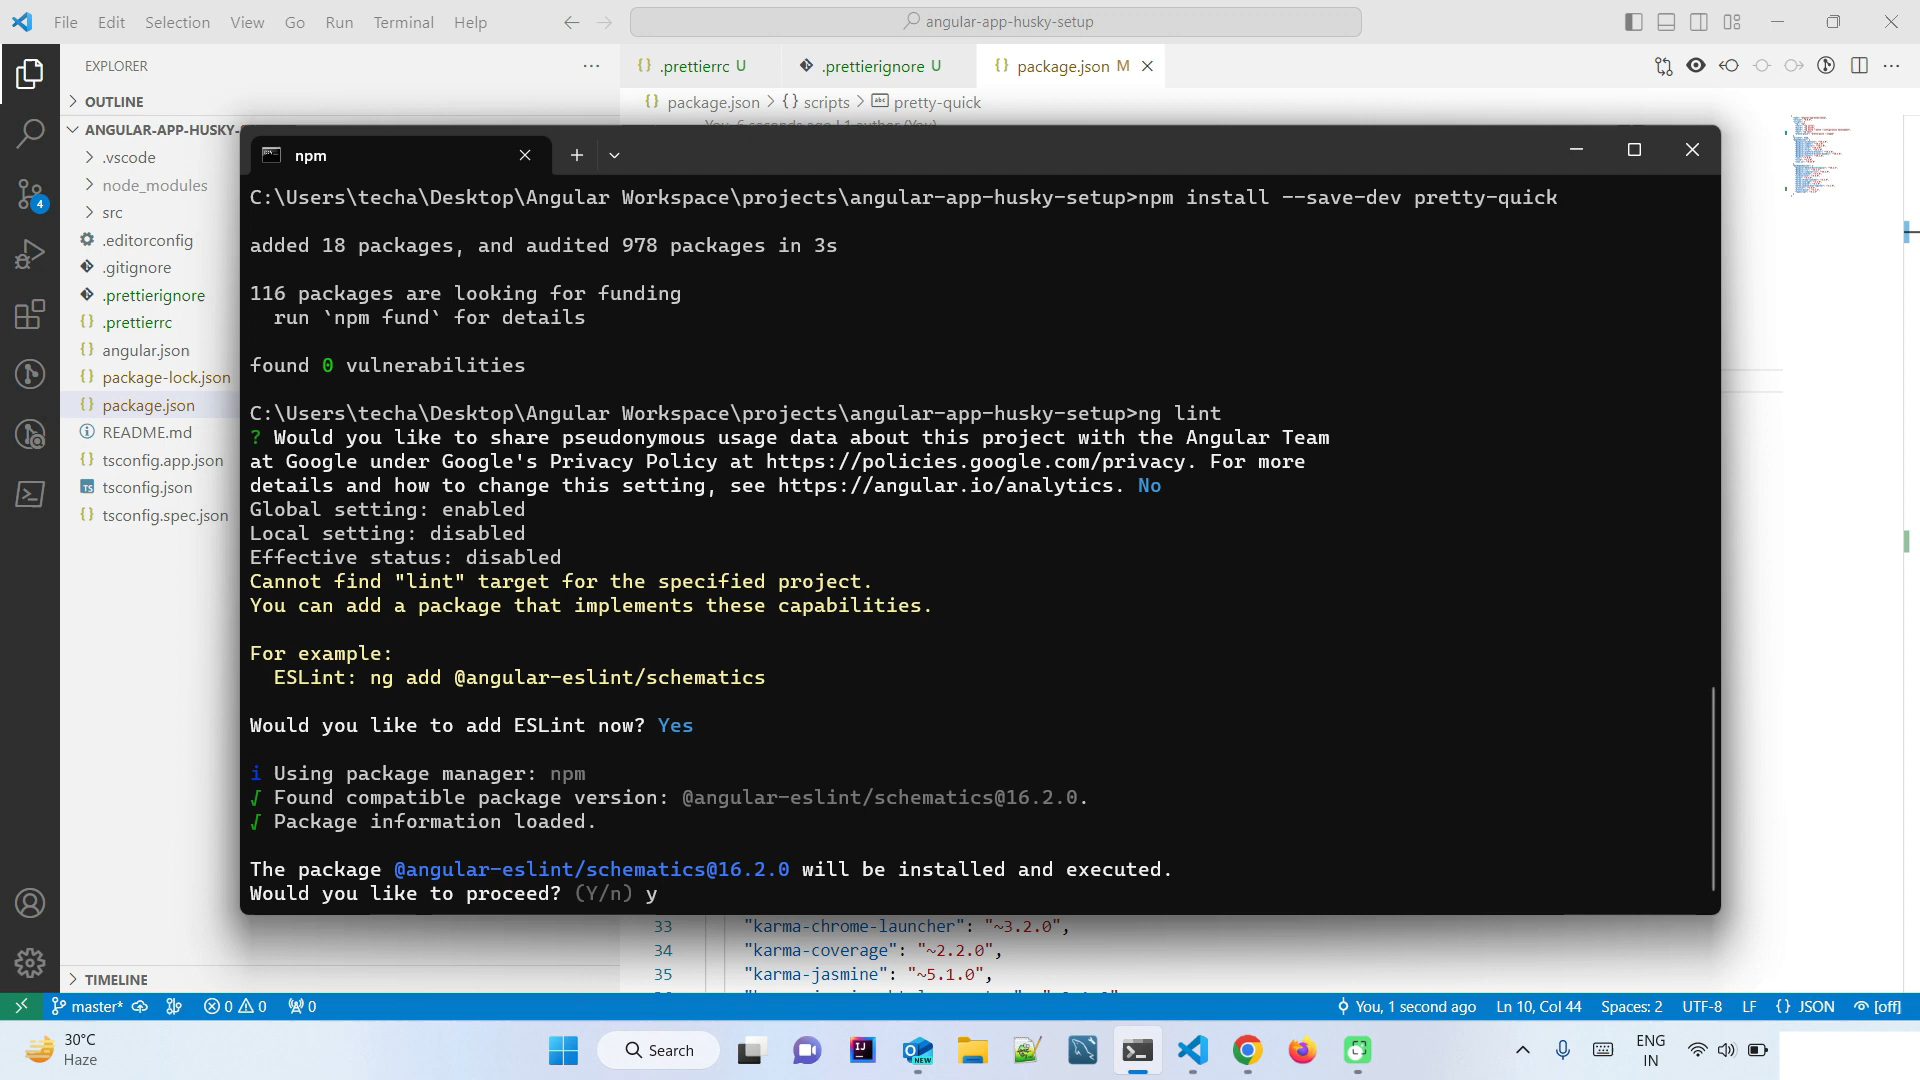 File Edit Selection View Go Run Terminal Help
angular-app-husky-setup
EXPLORER
.prettierrc U
.prettierignore U
package.json M
OUTLINE
package.json > {} scripts > pretty-quick
ANGULAR-APP-HUSKY-
You, 6 seconds ago | 1 author (You)
.vscode
node_modules
src
.editorconfig
.gitignore
.prettierignore
.prettierrc
angular.json
package-lock.json
package.json
README.md
tsconfig.app.json
tsconfig.json
tsconfig.spec.json
TIMELINE
4
npm
C:\Users\techa\Desktop\Angular Workspace\projects\angular-app-husky-setup>npm install --save-dev pretty-quick
added 18 packages, and audited 978 packages in 3s
116 packages are looking for funding
run `npm fund` for details
found 0 vulnerabilities
C:\Users\techa\Desktop\Angular Workspace\projects\angular-app-husky-setup>ng lint
? Would you like to share pseudonymous usage data about this project with the Angular Team
at Google under Google's Privacy Policy at https://policies.google.com/privacy. For more
details and how to change this setting, see https://angular.io/analytics. No
Global setting: enabled
Local setting: disabled
Effective status: disabled
Cannot find "lint" target for the specified project.
You can add a package that implements these capabilities.
For example:
ESLint: ng add @angular-eslint/schematics
Would you like to add ESLint now? Yes
i Using package manager: npm
√ Found compatible package version: @angular-eslint/schematics@16.2.0.
√ Package information loaded.
The package @angular-eslint/schematics@16.2.0 will be installed and executed.
Would you like to proceed? (Y/n) y
33 "karma-chrome-launcher": "~3.2.0",
34 "karma-coverage": "~2.2.0",
35 "karma-jasmine": "~5.1.0",
master* 0 0 0
You, 1 second ago Ln 10, Col 44 Spaces: 2 UTF-8 LF {} JSON [off]
30°C
Haze
Search
NEW
ENG
IN